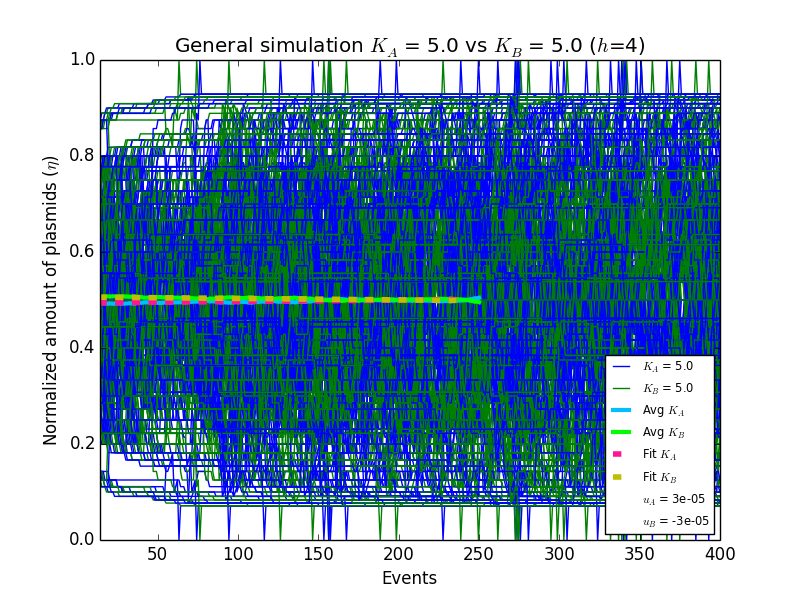 General simulation K_A = 5.0 vs K_B = 5.0 (h=4)
Normalized amount of plasmids (η)
1.0
0.8
0.6
0.4
0.2
0.0
K_A = 5.0
K_B = 5.0
Avg K_A
Avg K_B
Fit K_A
Fit K_B
u_A = 3e-05
u_B = -3e-05
50 100 150 200 250 300 350 400
Events